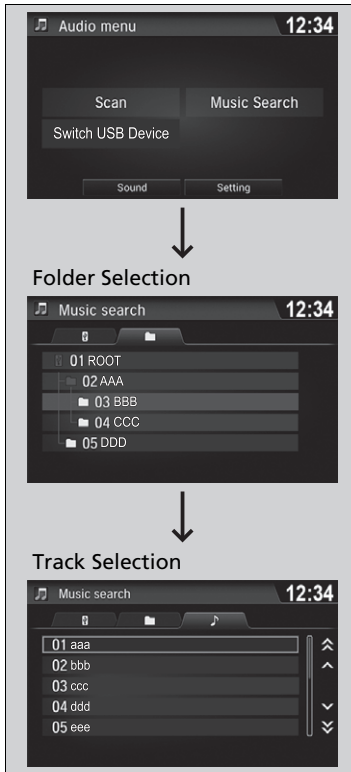 Audio menu 12:34
Scan Music Search
Switch USB Device
Sound Setting
Folder Selection
Music search 12:34
01 ROOT
02 AAA
03 BBB
04 CCC
05 DDD
Track Selection
Music search 12:34
01 aaa
02 bbb
03 ccc
04 ddd
05 eee